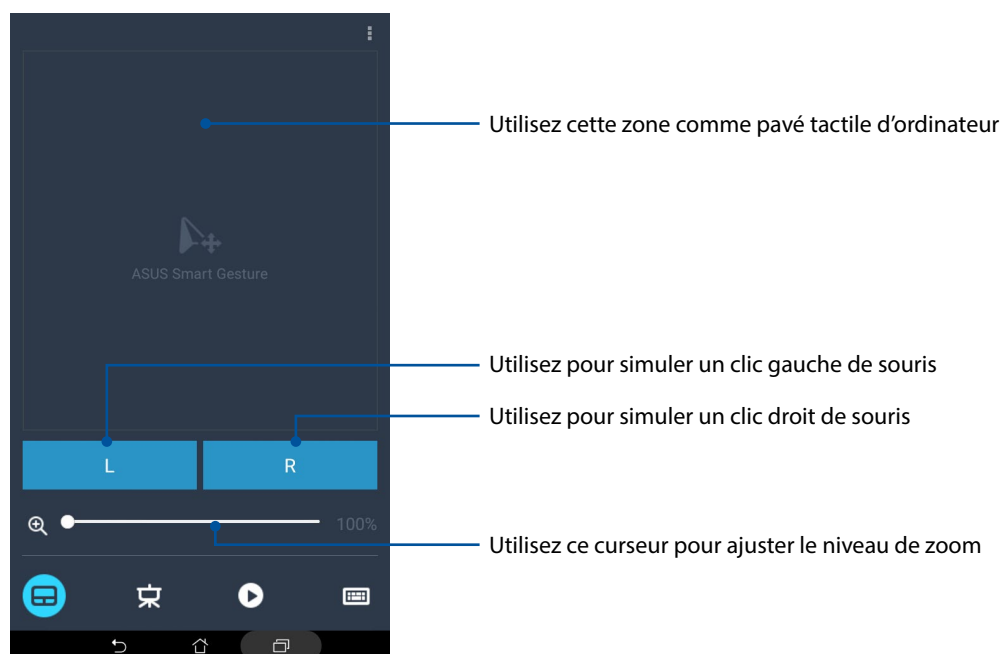 Utilisez cette zone comme pavé tactile d’ordinateur
ASUS Smart Gesture
Utilisez pour simuler un clic gauche de souris
Utilisez pour simuler un clic droit de souris
L R
100%
Utilisez ce curseur pour ajuster le niveau de zoom